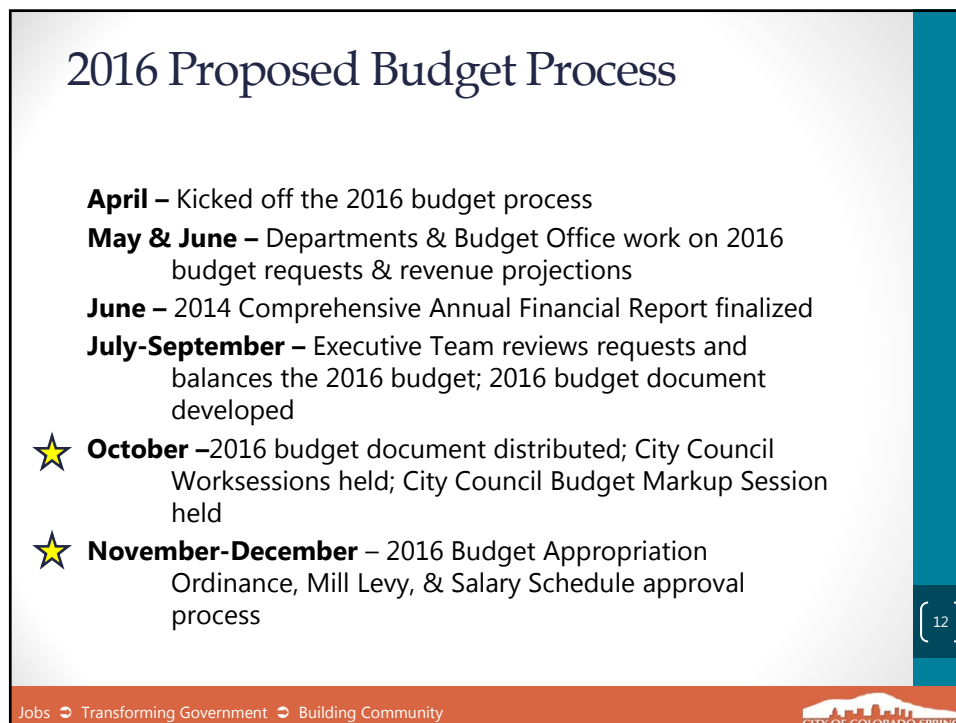 2016 Proposed Budget Process
April – Kicked off the 2016 budget process
May & June – Departments & Budget Office work on 2016
budget requests & revenue projections
June – 2014 Comprehensive Annual Financial Report finalized
July-September – Executive Team reviews requests and
balances the 2016 budget; 2016 budget document
developed
October –2016 budget document distributed; City Council
Worksessions held; City Council Budget Markup Session
held
November-December – 2016 Budget Appropriation
Ordinance, Mill Levy, & Salary Schedule approval
process
12
Jobs ➲ Transforming Government ➲ Building Community
CITY OF COLORADO